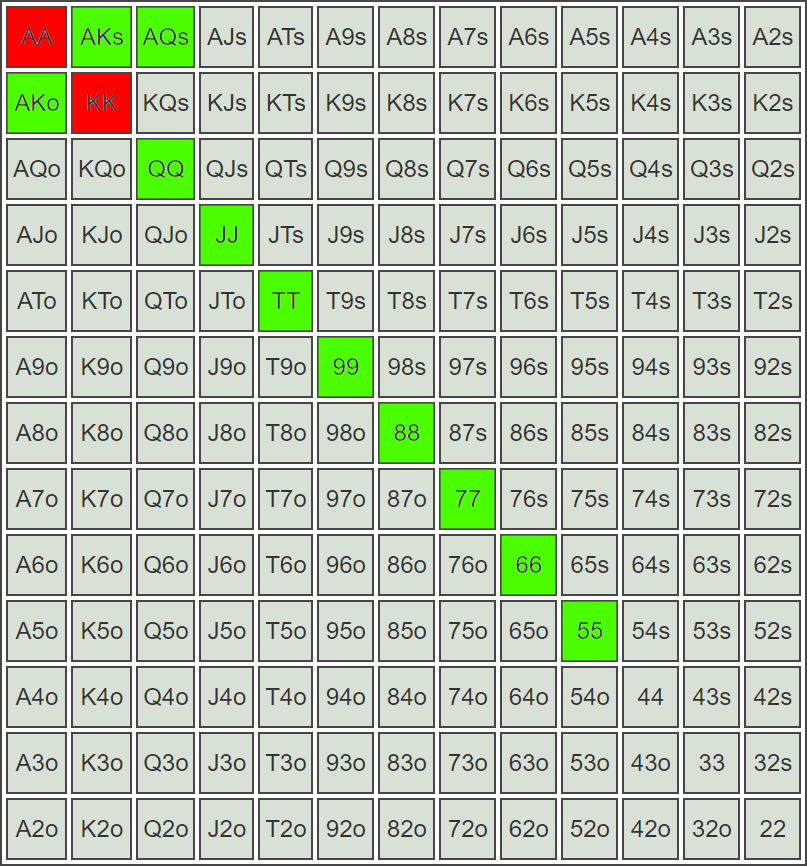 AA AKs AQs AJs ATs A9s A8s A7s A6s A5s A4s A3s A2s
AKo KK KQs KJs KTs K9s K8s K7s K6s K5s K4s K3s K2s
AQo KQo QQ QJs QTs Q9s Q8s Q7s Q6s Q5s Q4s Q3s Q2s
AJo KJo QJo JJ JTs J9s J8s J7s J6s J5s J4s J3s J2s
ATo KTo QTo JTo TT T9s T8s T7s T6s T5s T4s T3s T2s
A9o K9o Q9o J9o T9o 99 98s 97s 96s 95s 94s 93s 92s
A8o K8o Q8o J8o T8o 98o 88 87s 86s 85s 84s 83s 82s
A7o K7o Q7o J7o T7o 97o 87o 77 76s 75s 74s 73s 72s
A6o K6o Q6o J6o T6o 96o 86o 76o 66 65s 64s 63s 62s
A5o K5o Q5o J5o T5o 95o 85o 75o 65o 55 54s 53s 52s
A4o K4o Q4o J4o T4o 94o 84o 74o 64o 54o 44 43s 42s
A3o K3o Q3o J3o T3o 93o 83o 73o 63o 53o 43o 33 32s
A2o K2o Q2o J2o T2o 92o 82o 72o 62o 52o 42o 32o 22